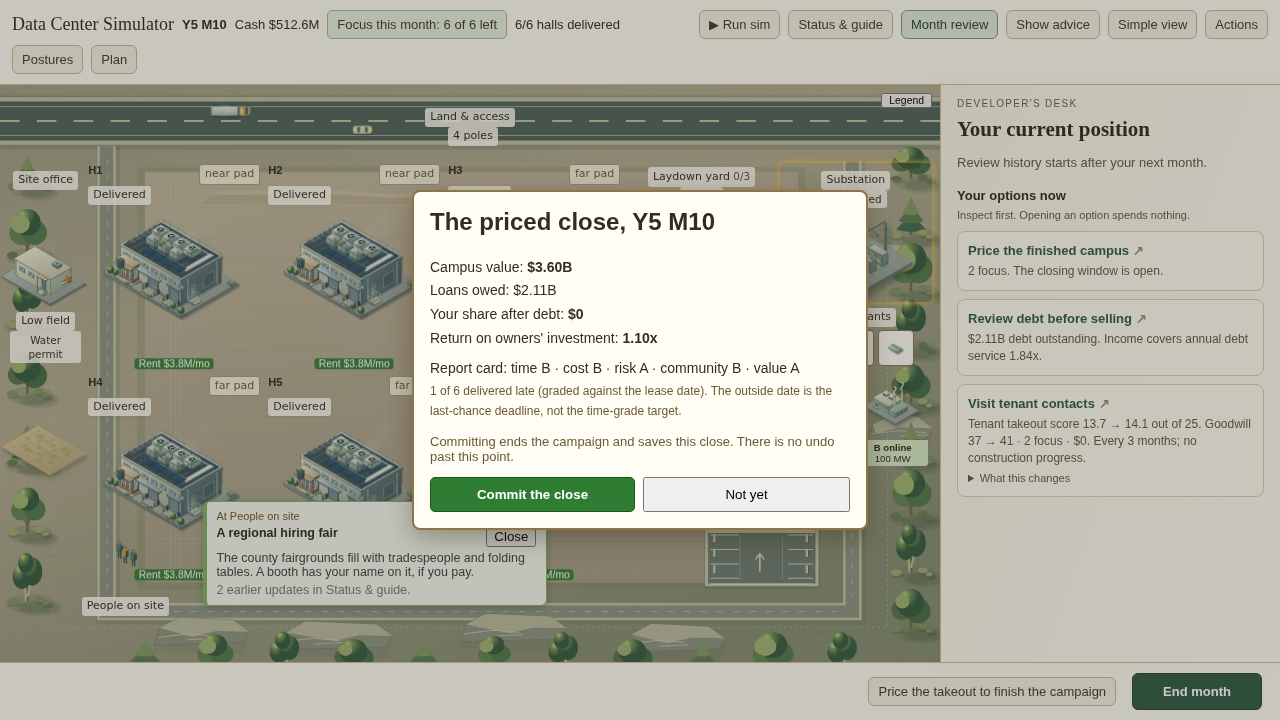 Data Center Simulator Y5 M10 Cash $512.6M Focus this month: 6 of 6 left 6/6 halls delivered
▶ Run sim Status & guide Month review Show advice Simple view Actions
Postures Plan
Legend
Land & access
4 poles
Site office
H1
near pad
H2
near pad
H3
far pad
Laydown yard 0/3
Substation
Delivered
Delivered
Low field
Water
permit
Rent $3.8M/mo
Rent $3.8M/mo
H4
far pad
H5
far
Delivered
Delivered
B online
100 MW
The priced close, Y5 M10
Campus value: $3.60B
Loans owed: $2.11B
Your share after debt: $0
Return on owners' investment: 1.10x
Report card: time B · cost B · risk A · community B · value A
1 of 6 delivered late (graded against the lease date). The outside date is the
last-chance deadline, not the time-grade target.
Committing ends the campaign and saves this close. There is no undo
past this point.
Commit the close
Not yet
At People on site
A regional hiring fair
Close
The county fairgrounds fill with tradespeople and folding
tables. A booth has your name on it, if you pay.
2 earlier updates in Status & guide.
Rent $3.8M/
People on site
DEVELOPER'S DESK
Your current position
Review history starts after your next month.
Your options now
Inspect first. Opening an option spends nothing.
Price the finished campus ↗
2 focus. The closing window is open.
Review debt before selling ↗
$2.11B debt outstanding. Income covers annual debt
service 1.84x.
Visit tenant contacts ↗
Tenant takeout score 13.7 → 14.1 out of 25. Goodwill
37 → 41 · 2 focus · $0. Every 3 months; no
construction progress.
▶ What this changes
Price the takeout to finish the campaign
End month